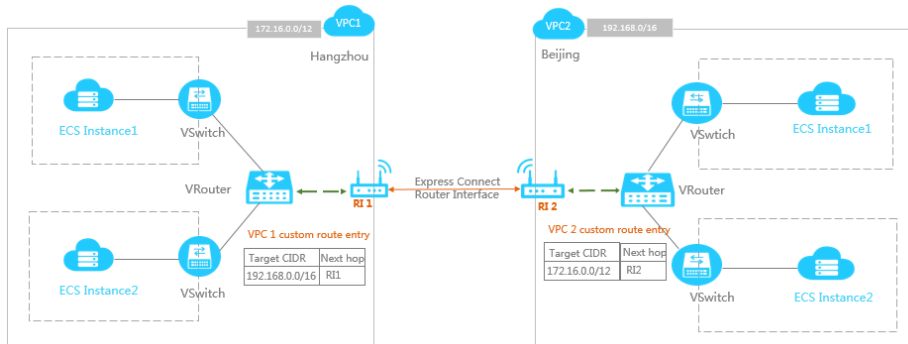 172.16.0.0/12
VPC1
VPC2
192.168.0/16
Hangzhou
Beijing
ECS Instance1
VSwitch
VSwtich
ECS Instance1
VRouter
RI 1
Express Connect
Router Interface
RI 2
VRouter
VPC 1 custom route entry
Target CIDR Next hop
192.168.0.0/16 RI1
VPC 2 custom route entry
Target CIDR Next hop
172.16.0.0/12 RI2
ECS Instance2
VSwitch
VSwitch
ECS Instance2